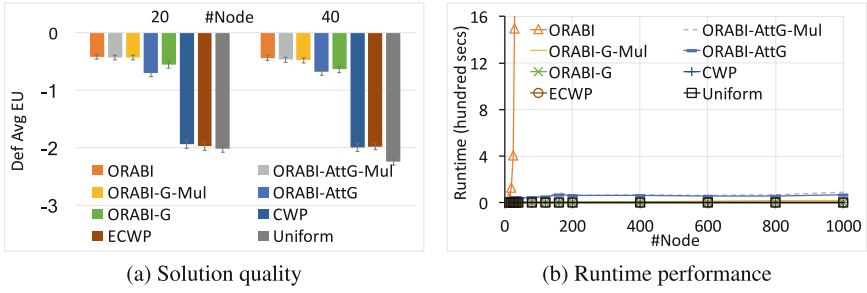 20 #Node 40
0
-1
-2
-3
Def Avg EU
ORABI ORABI-AttG-Mul
ORABI-G-Mul ORABI-AttG
ORABI-G CWP
ECWP Uniform
(a) Solution quality
16
12
8
4
0
Runtime (hundred secs)
ORABI ORABI-AttG-Mul
ORABI-G-Mul ORABI-AttG
ORABI-G CWP
ECWP Uniform
0 200 400 600 800 1000
#Node
(b) Runtime performance